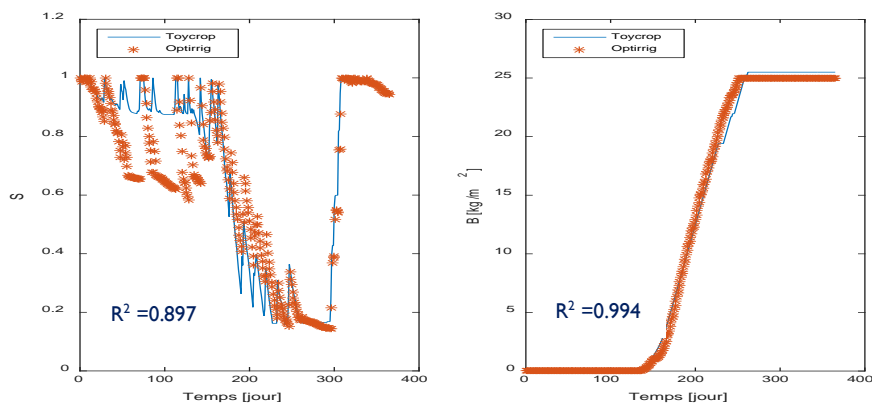 1.2
1
0.8
0.6
0.4
0.2
0
S
Toycrop
Optirrig
R² =0.897
0
100
200
300
400
Temps [jour]
30
25
20
15
10
5
0
B [kg/m²]
Toycrop
Optirrig
R² =0.994
0
100
200
300
400
Temps [jour]